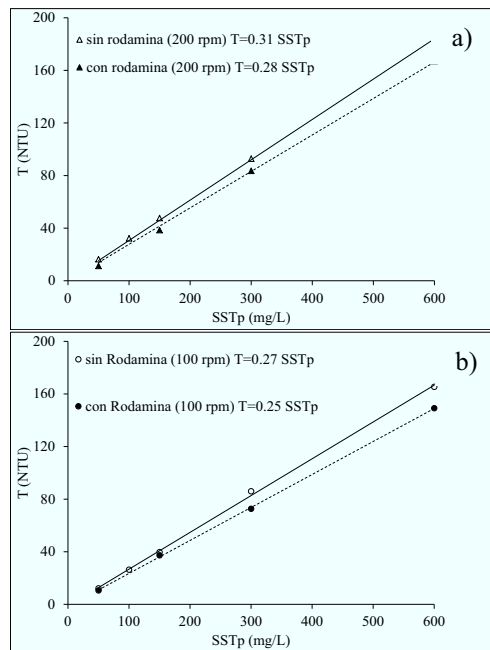 200
160
120
80
40
0
T (NTU)
△ sin rodamina (200 rpm) T=0.31 SSTp
▲ con rodamina (200 rpm) T=0.28 SSTp
a)
0 100 200 300 400 500 600
SSTp (mg/L)
200
160
120
80
40
0
T (NTU)
○ sin Rodamina (100 rpm) T=0.27 SSTp
● con Rodamina (100 rpm) T=0.25 SSTp
b)
0 100 200 300 400 500 600
SSTp (mg/L)